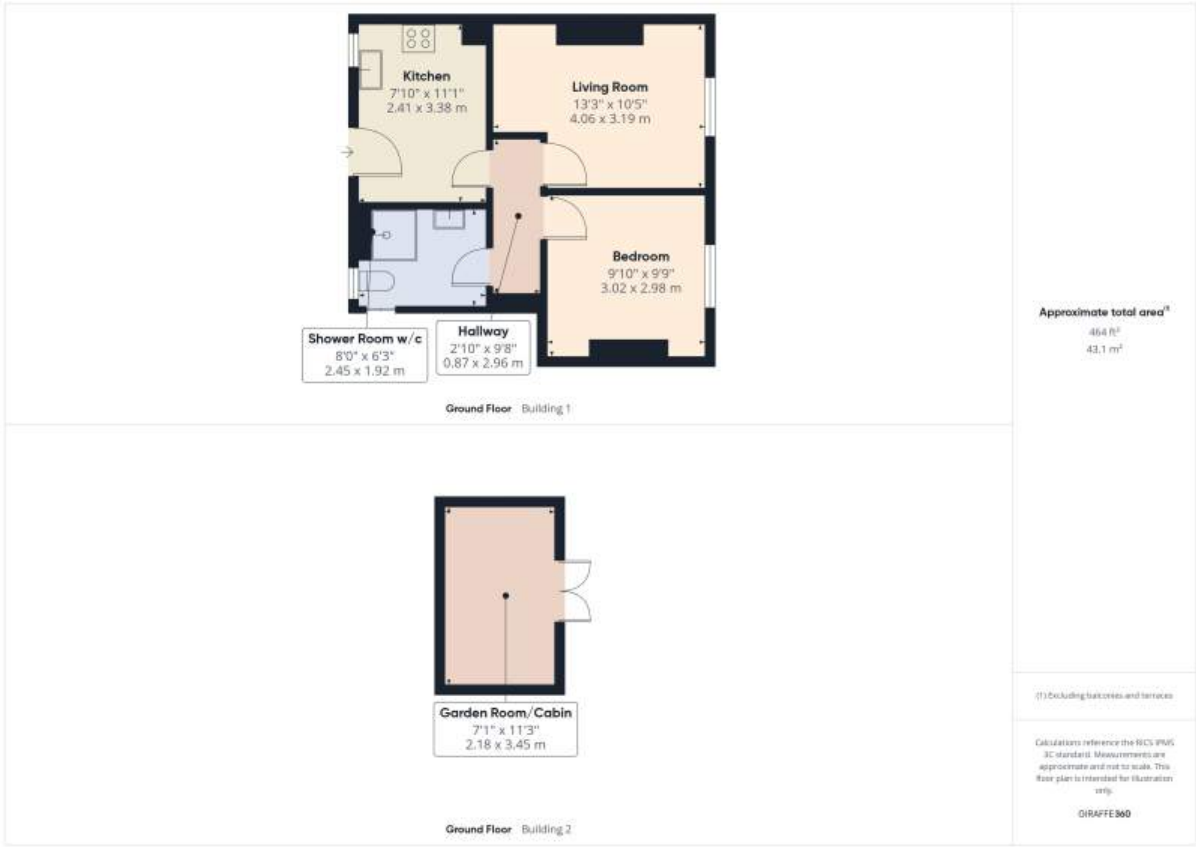 Kitchen
7'10" x 11'1"
2.41 x 3.38 m
Living Room
13'3" x 10'5"
4.06 x 3.19 m
Bedroom
9'10" x 9'9"
3.02 x 2.98 m
Shower Room w/c
8'0" x 6'3"
2.45 x 1.92 m
Hallway
2'10" x 9'8"
0.87 x 2.96 m
Ground Floor Building 1
Garden Room/Cabin
7'1" x 11'3"
2.18 x 3.45 m
Ground Floor Building 2
Approximate total area⁽¹⁾
464 ft²
43.1 m²
(1) Excluding balconies and terraces
Calculations reference the RICS IPMS
3C standard. Measurements are
approximate and not to scale. This
floor plan is intended for illustration
only.
GIRAFFE360